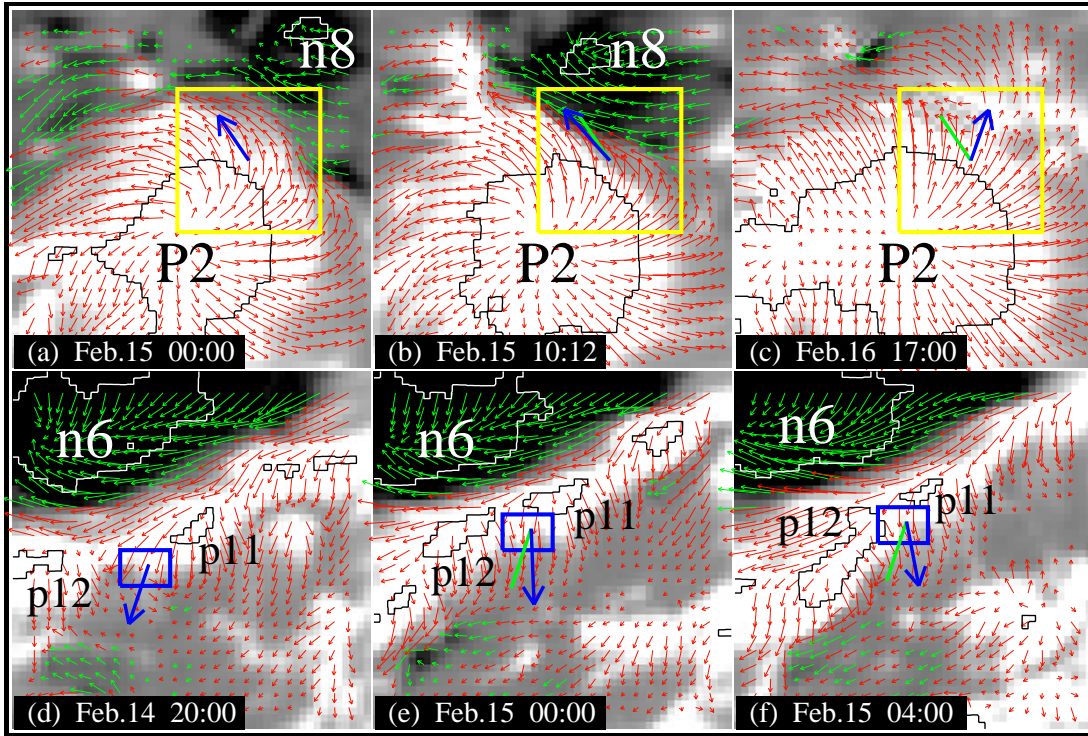 n8
P2
(a) Feb.15 00:00
n8
P2
(b) Feb.15 10:12
P2
(c) Feb.16 17:00
n6
p11
p12
(d) Feb.14 20:00
n6
p11
p12
(e) Feb.15 00:00
n6
p11
p12
(f) Feb.15 04:00